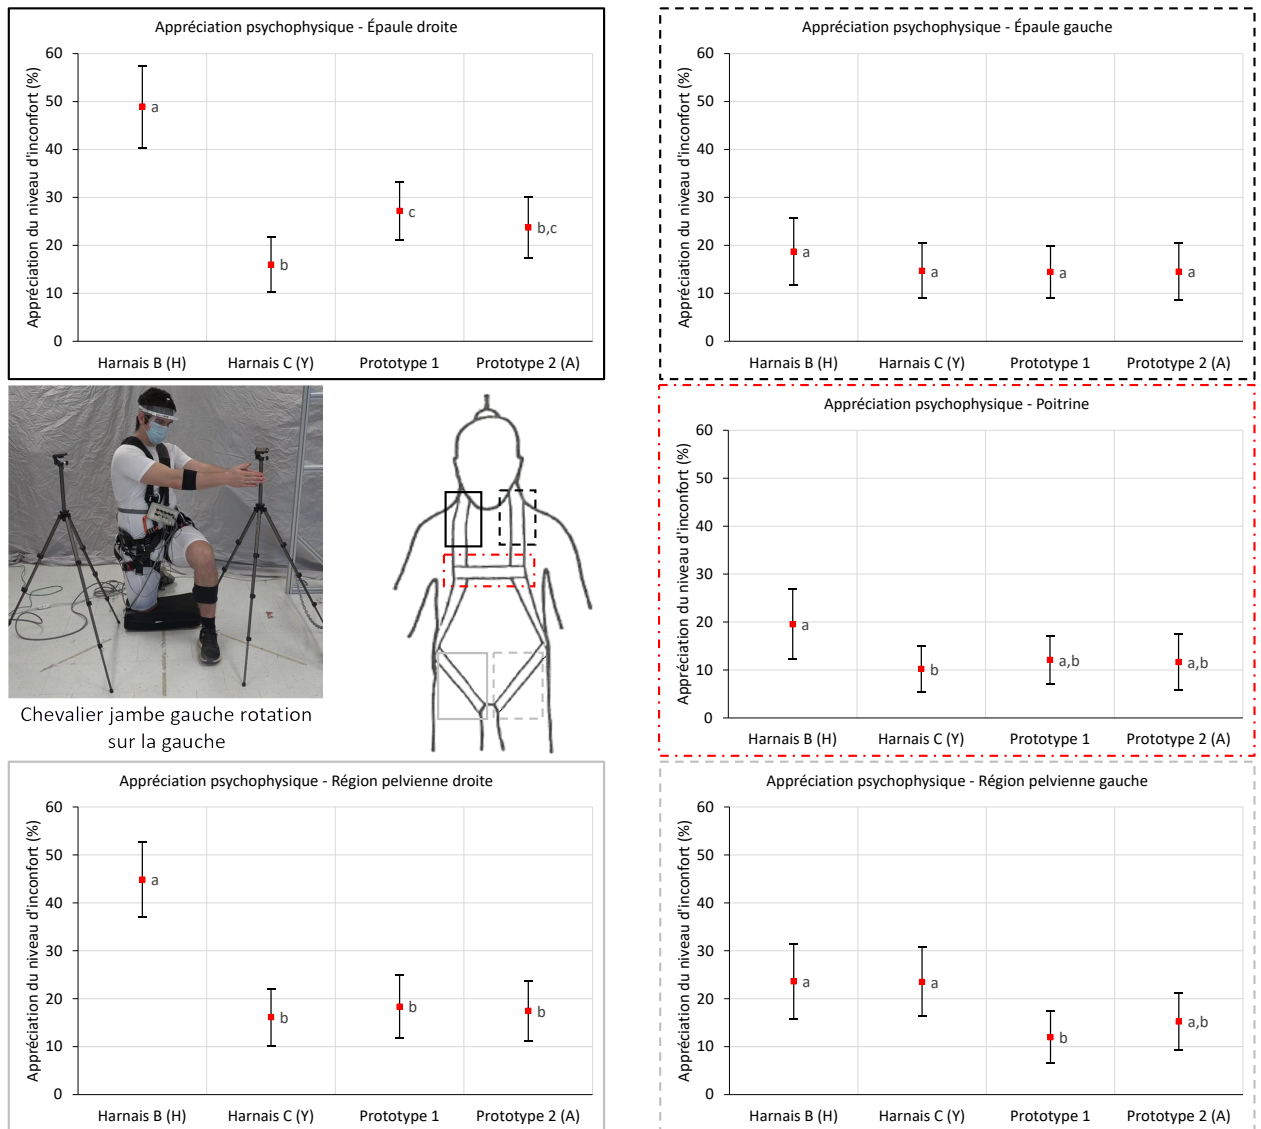 Appréciation psychophysique - Épaule droite
Appréciation du niveau d'inconfort (%)
60
50
40
30
20
10
0
a
b
c
b,c
Harnais B (H)
Harnais C (Y)
Prototype 1
Prototype 2 (A)
Appréciation psychophysique - Épaule gauche
Appréciation du niveau d'inconfort (%)
60
50
40
30
20
10
0
a
a
a
a
Harnais B (H)
Harnais C (Y)
Prototype 1
Prototype 2 (A)
Chevalier jambe gauche rotation
sur la gauche
Appréciation psychophysique - Poitrine
Appréciation du niveau d'inconfort (%)
60
50
40
30
20
10
0
a
b
a,b
a,b
Harnais B (H)
Harnais C (Y)
Prototype 1
Prototype 2 (A)
Appréciation psychophysique - Région pelvienne droite
Appréciation du niveau d'inconfort (%)
60
50
40
30
20
10
0
a
b
b
b
Harnais B (H)
Harnais C (Y)
Prototype 1
Prototype 2 (A)
Appréciation psychophysique - Région pelvienne gauche
Appréciation du niveau d'inconfort (%)
60
50
40
30
20
10
0
a
a
b
a,b
Harnais B (H)
Harnais C (Y)
Prototype 1
Prototype 2 (A)